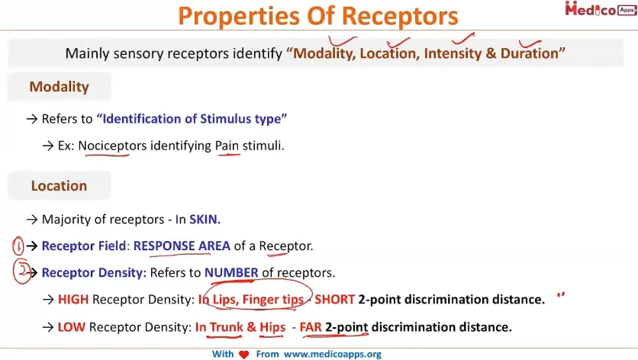 Properties Of Receptors
Medico Apps
Mainly sensory receptors identify “Modality, Location, Intensity & Duration”
Modality
→ Refers to “Identification of Stimulus type”
→ Ex: Nociceptors identifying Pain stimuli.
Location
→ Majority of receptors - In SKIN.
1 → Receptor Field: RESPONSE AREA of a Receptor.
2 → Receptor Density: Refers to NUMBER of receptors.
→ HIGH Receptor Density: In Lips, Finger tips - SHORT 2-point discrimination distance.
→ LOW Receptor Density: In Trunk & Hips - FAR 2-point discrimination distance.
With ❤ From www.medicoapps.org